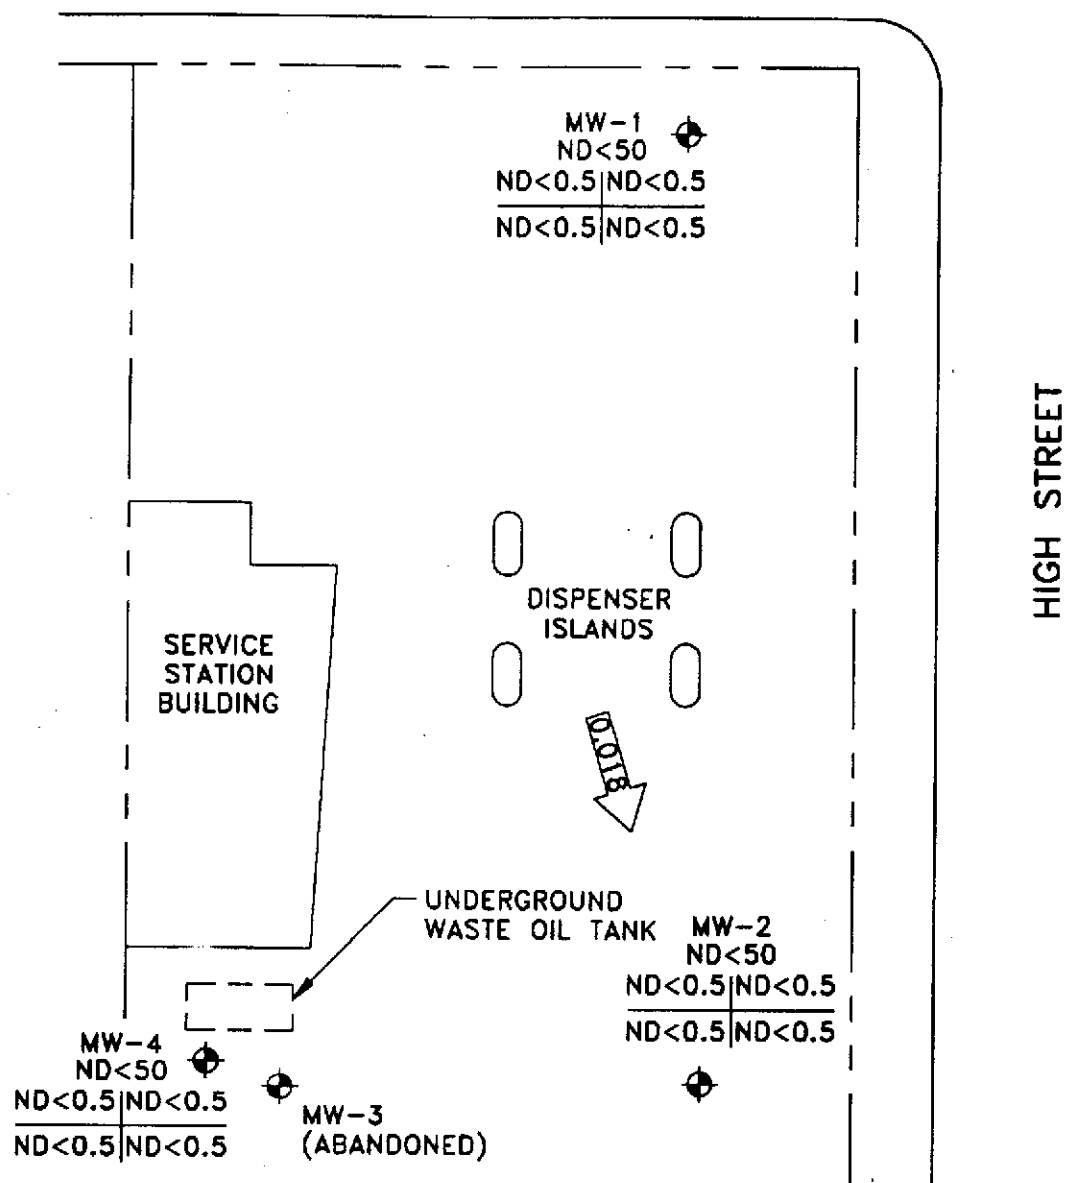 MW-1
ND<50
ND<0.5 ND<0.5
ND<0.5 ND<0.5
HIGH STREET
DISPENSER
ISLANDS
SERVICE
STATION
BUILDING
0.018
UNDERGROUND
WASTE OIL TANK
MW-2
ND<50
ND<0.5 ND<0.5
ND<0.5 ND<0.5
MW-4
ND<50
ND<0.5 ND<0.5
ND<0.5 ND<0.5
MW-3
(ABANDONED)